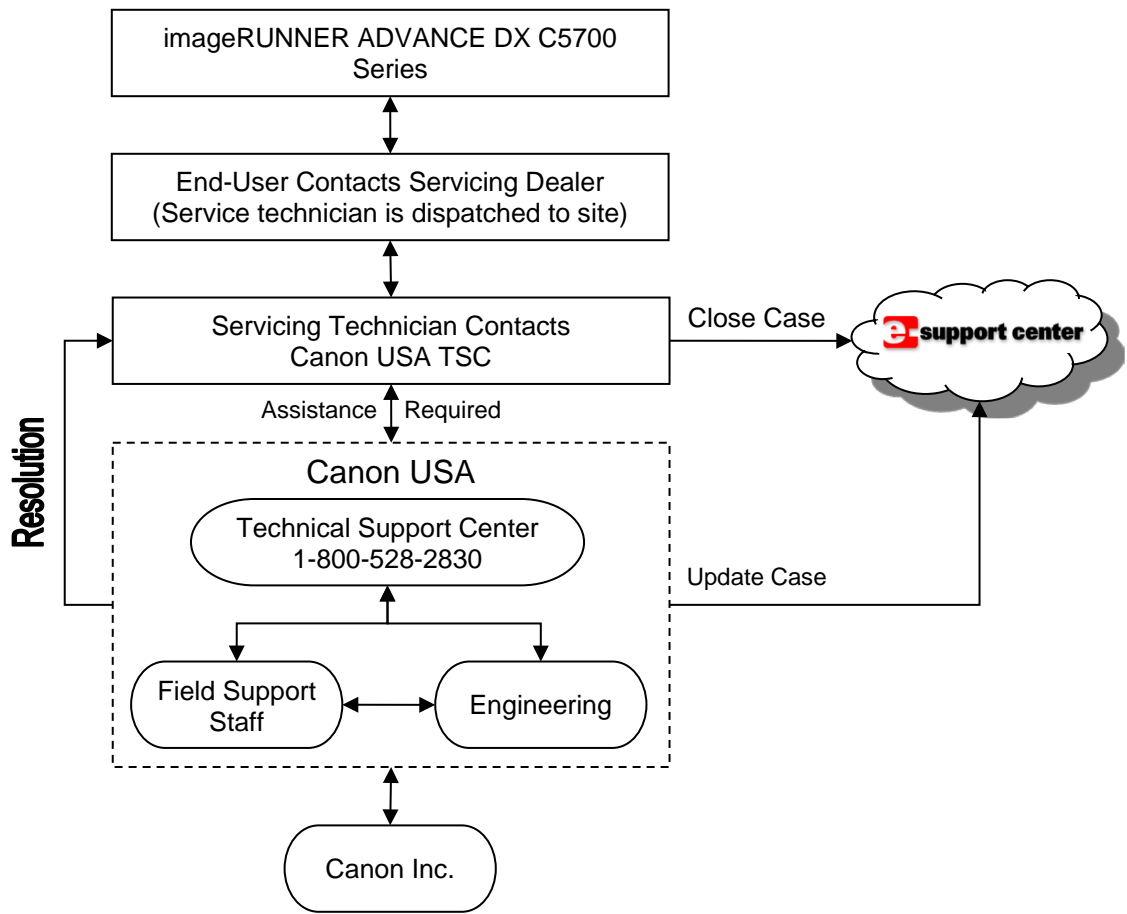 imageRUNNER ADVANCE DX C5700
Series
End-User Contacts Servicing Dealer
(Service technician is dispatched to site)
Servicing Technician Contacts
Canon USA TSC
Close Case
e-support center
Assistance Required
Resolution
Canon USA
Technical Support Center
1-800-528-2830
Update Case
Field Support
Staff
Engineering
Canon Inc.